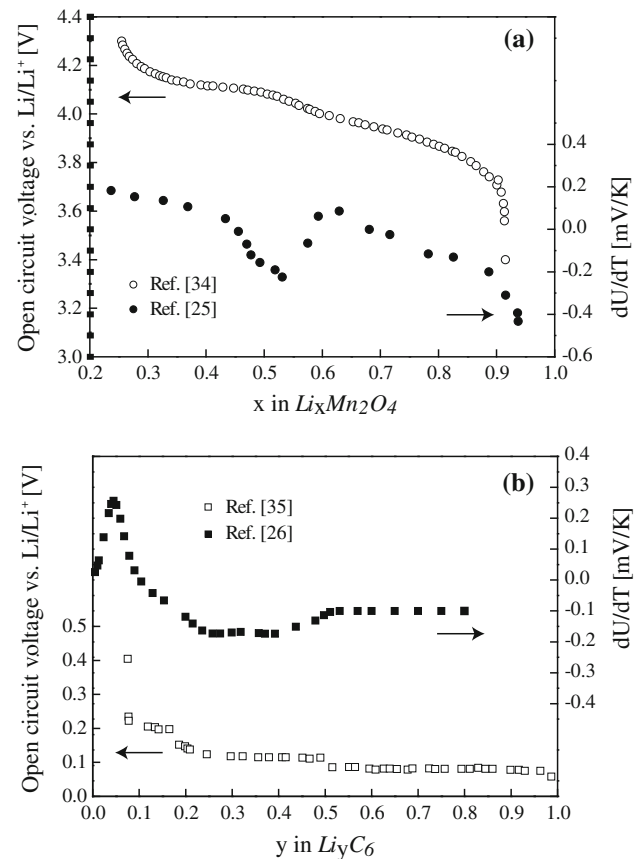 (a)
Open circuit voltage vs. Li/Li+ [V]
4.4
4.2
4.0
3.8
3.6
3.4
3.2
3.0
0.4
0.2
0.0
-0.2
-0.4
-0.6
dU/dT [mV/K]
Ref. [34]
Ref. [25]
0.2 0.3 0.4 0.5 0.6 0.7 0.8 0.9 1.0
x in LixMn2O4
(b)
Open circuit voltage vs. Li/Li+ [V]
0.5
0.4
0.3
0.2
0.1
0.0
Ref. [35]
Ref. [26]
0.4
0.3
0.2
0.1
0.0
-0.1
-0.2
-0.3
-0.4
dU/dT [mV/K]
0.0 0.1 0.2 0.3 0.4 0.5 0.6 0.7 0.8 0.9 1.0
y in LiyC6